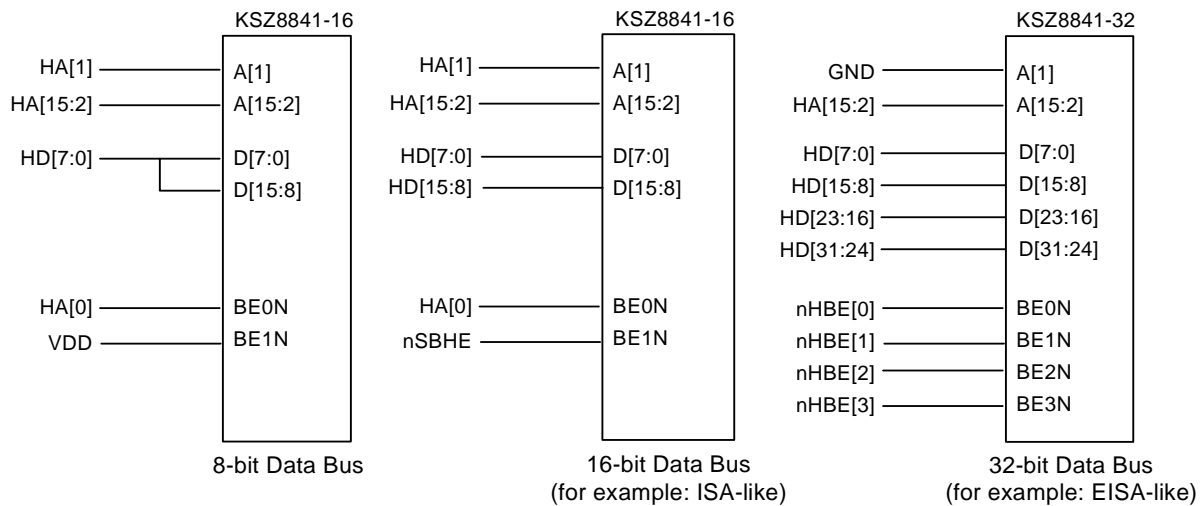 KSZ8841-16
HA[1] A[1]
HA[15:2] A[15:2]
HD[7:0] D[7:0]
D[15:8]
HA[0] BE0N
VDD BE1N
8-bit Data Bus
KSZ8841-16
HA[1] A[1]
HA[15:2] A[15:2]
HD[7:0] D[7:0]
HD[15:8] D[15:8]
HA[0] BE0N
nSBHE BE1N
16-bit Data Bus
(for example: ISA-like)
KSZ8841-32
GND A[1]
HA[15:2] A[15:2]
HD[7:0] D[7:0]
HD[15:8] D[15:8]
HD[23:16] D[23:16]
HD[31:24] D[31:24]
nHBE[0] BE0N
nHBE[1] BE1N
nHBE[2] BE2N
nHBE[3] BE3N
32-bit Data Bus
(for example: EISA-like)